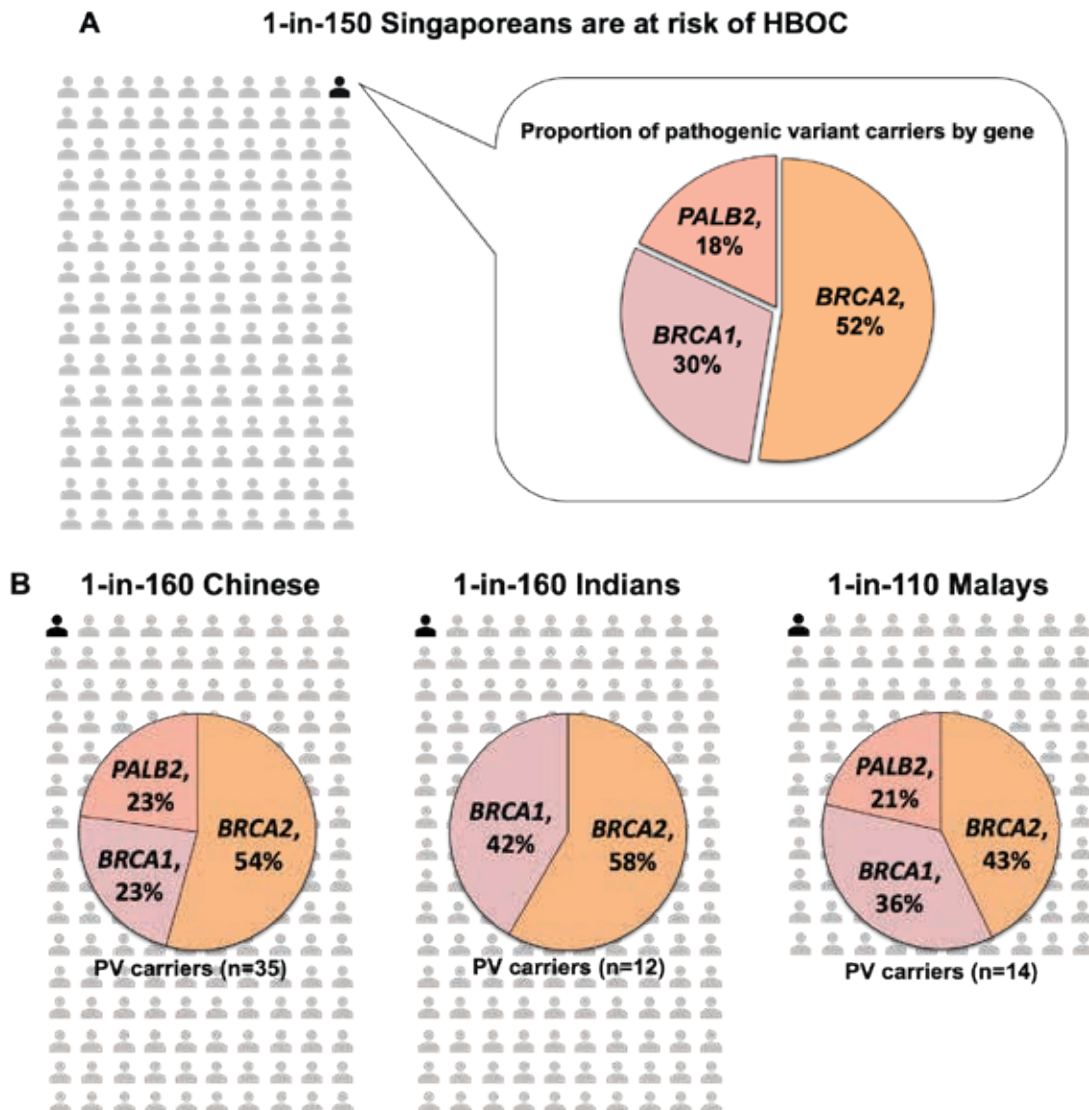 A
1-in-150 Singaporeans are at risk of HBOC
Proportion of pathogenic variant carriers by gene
PALB2,
18%
BRCA2,
52%
BRCA1,
30%
B
1-in-160 Chinese
PALB2,
23%
BRCA2,
54%
BRCA1,
23%
PV carriers (n=35)
1-in-160 Indians
BRCA1,
42%
BRCA2,
58%
PV carriers (n=12)
1-in-110 Malays
PALB2,
21%
BRCA2,
43%
BRCA1,
36%
PV carriers (n=14)